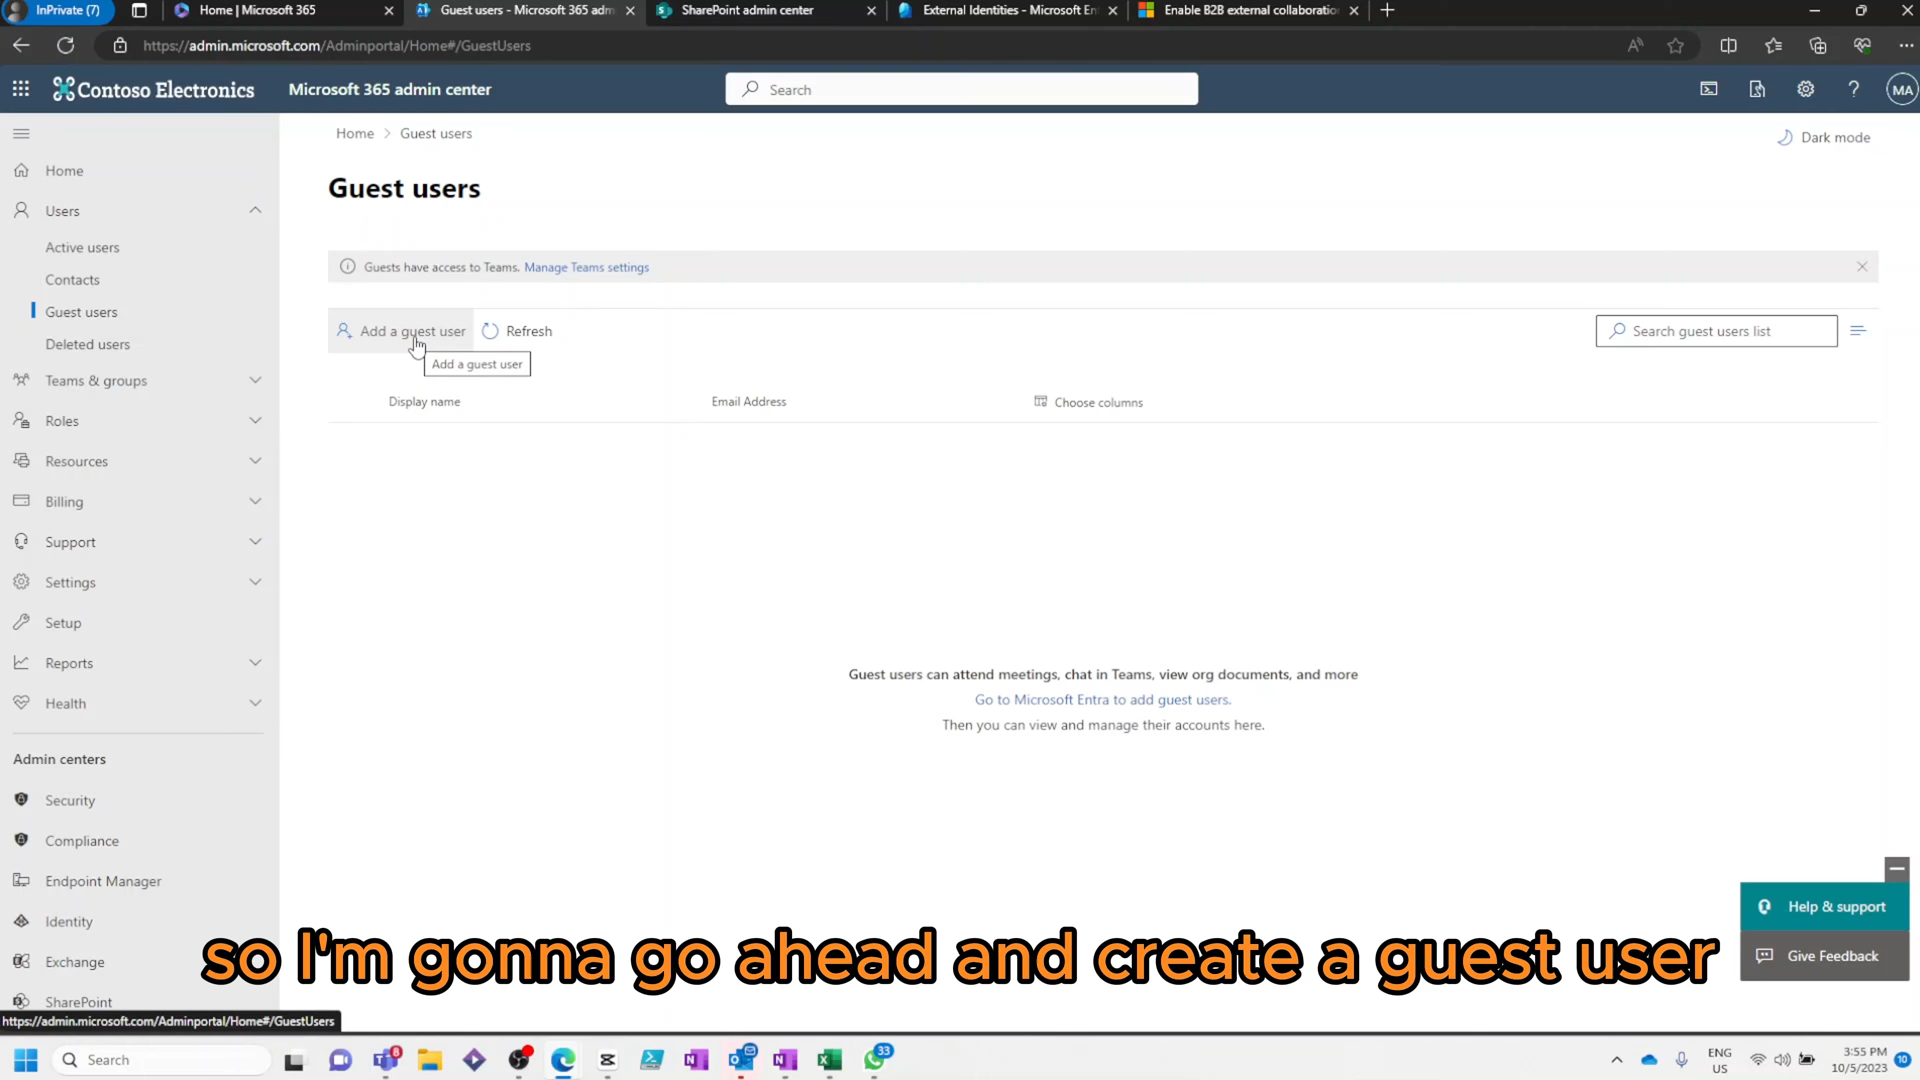 InPrivate (7)
Home | Microsoft 365
Guest users - Microsoft 365 adm
SharePoint admin center
External Identities - Microsoft En
Enable B2B external collaboratio
https://admin.microsoft.com/Adminportal/Home#/GuestUsers
Contoso Electronics
Microsoft 365 admin center
Search
MA
Home > Guest users
Dark mode
Guest users
Guests have access to Teams. Manage Teams settings
Add a guest user
Refresh
Search guest users list
Add a guest user
Display name
Email Address
Choose columns
Guest users can attend meetings, chat in Teams, view org documents, and more
Go to Microsoft Entra to add guest users.
Then you can view and manage their accounts here.
Home
Users
Active users
Contacts
Guest users
Deleted users
Teams & groups
Roles
Resources
Billing
Support
Settings
Setup
Reports
Health
Admin centers
Security
Compliance
Endpoint Manager
Identity
Exchange
SharePoint
Help & support
Give Feedback
so I'm gonna go ahead and create a guest user
https://admin.microsoft.com/Adminportal/Home#/GuestUsers
Search
8
33
ENG
US
3:55 PM
10/5/2023
10